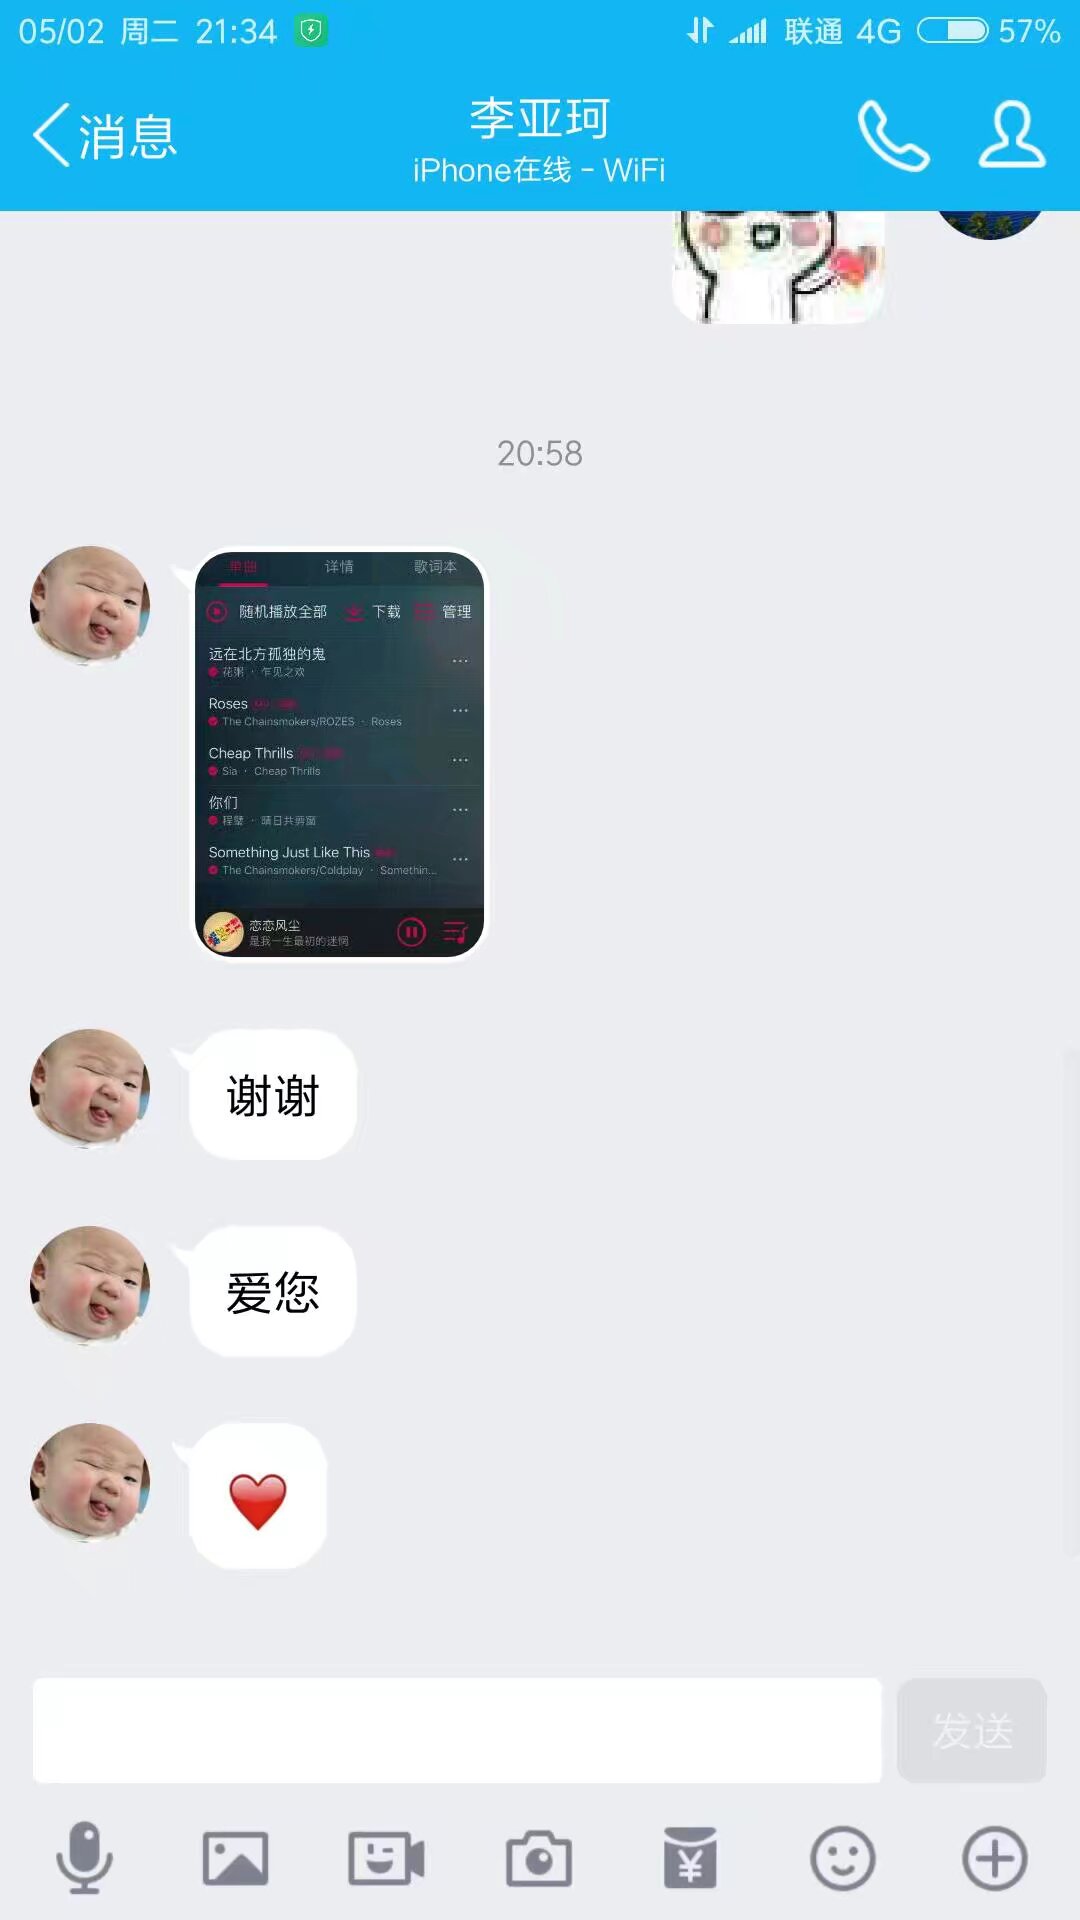 05/02 周二 21:34 联通 4G 57%
消息
李亚珂
iPhone在线 - WiFi
20:58
单曲 详情 歌词本
随机播放全部 下载 管理
远在北方孤独的鬼
花粥 · 乍见之欢
Roses
The Chainsmokers/ROZES · Roses
Cheap Thrills
Sia · Cheap Thrills
你们
程璧 · 晴日共剪窗
Something Just Like This
The Chainsmokers/Coldplay · Somethin...
恋恋风尘
是我一生最初的迷惘
谢谢
爱您
发送